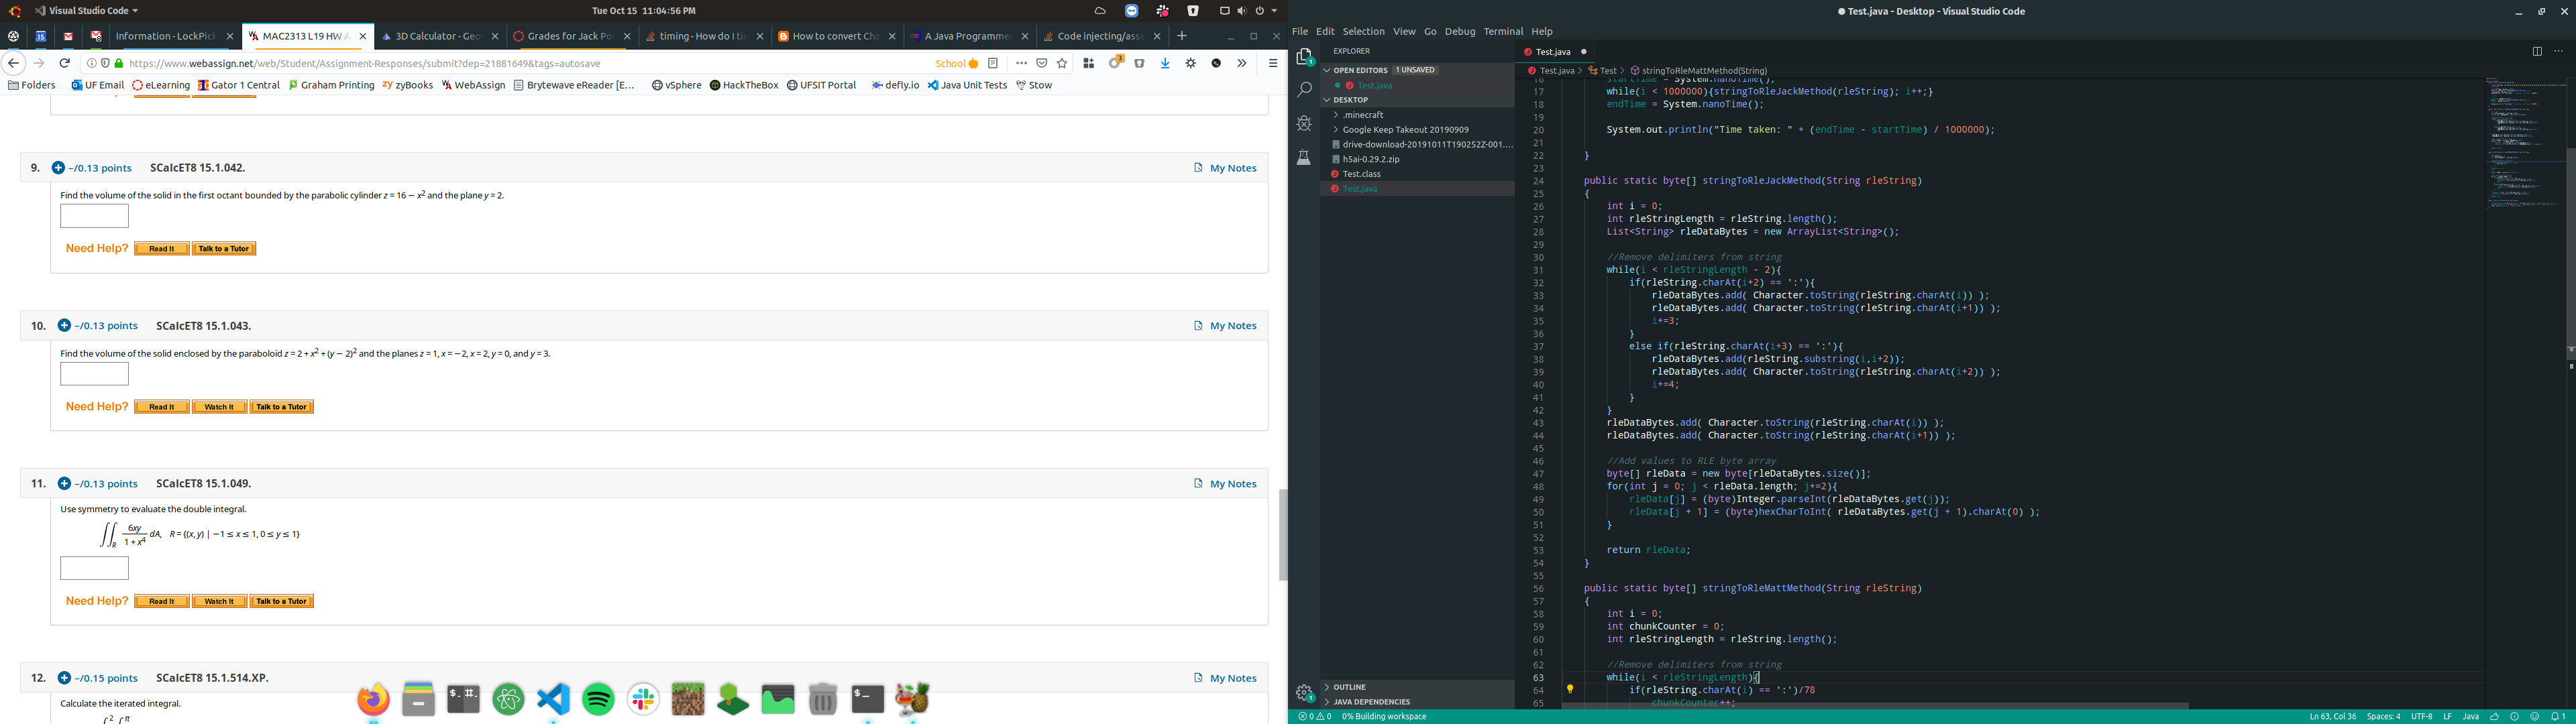 Visual Studio Code
Tue Oct 15 11:04:56 PM
Information - LockPick
MAC2313 L19 HW A
3D Calculator - Geo
Grades for Jack Pol
timing - How do I tin
How to convert Cha
A Java Programme
Code injecting/asse
https://www.webassign.net/web/Student/Assignment-Responses/submit?dep=21881649&tags=autosave
School
Folders
UF Email
eLearning
Gator 1 Central
Graham Printing
zyBooks
WebAssign
Brytewave eReader [E...
vSphere
HackTheBox
UFSIT Portal
defly.io
Java Unit Tests
Stow
9. –/0.13 points SCalcET8 15.1.042. My Notes
Find the volume of the solid in the first octant bounded by the parabolic cylinder z = 16 − x² and the plane y = 2.
Need Help? Read It Talk to a Tutor
10. –/0.13 points SCalcET8 15.1.043. My Notes
Find the volume of the solid enclosed by the paraboloid z = 2 + x² + (y − 2)² and the planes z = 1, x = −2, x = 2, y = 0, and y = 3.
Need Help? Read It Watch It Talk to a Tutor
11. –/0.13 points SCalcET8 15.1.049. My Notes
Use symmetry to evaluate the double integral.
∬R 6xy/(1 + x⁴) dA, R = {(x, y) | −1 ≤ x ≤ 1, 0 ≤ y ≤ 1}
Need Help? Read It Watch It Talk to a Tutor
12. –/0.15 points SCalcET8 15.1.514.XP. My Notes
Calculate the iterated integral.
● Test.java - Desktop - Visual Studio Code
File Edit Selection View Go Debug Terminal Help
EXPLORER
OPEN EDITORS 1 UNSAVED
Test.java
DESKTOP
.minecraft
Google Keep Takeout 20190909
drive-download-20191011T190252Z-001....
h5ai-0.29.2.zip
Test.class
Test.java
OUTLINE
JAVA DEPENDENCIES
Test.java ●
Test.java > Test > stringToRleMattMethod(String)
16 startTime = System.nanoTime();
17 while(i < 1000000){stringToRleJackMethod(rleString); i++;}
18 endTime = System.nanoTime();
19
20 System.out.println("Time taken: " + (endTime - startTime) / 1000000);
21
22 }
23
24 public static byte[] stringToRleJackMethod(String rleString)
25 {
26 int i = 0;
27 int rleStringLength = rleString.length();
28 List<String> rleDataBytes = new ArrayList<String>();
29
30 //Remove delimiters from string
31 while(i < rleStringLength - 2){
32 if(rleString.charAt(i+2) == ':'){
33 rleDataBytes.add( Character.toString(rleString.charAt(i)) );
34 rleDataBytes.add( Character.toString(rleString.charAt(i+1)) );
35 i+=3;
36 }
37 else if(rleString.charAt(i+3) == ':'){
38 rleDataBytes.add(rleString.substring(i,i+2));
39 rleDataBytes.add( Character.toString(rleString.charAt(i+2)) );
40 i+=4;
41 }
42 }
43 rleDataBytes.add( Character.toString(rleString.charAt(i)) );
44 rleDataBytes.add( Character.toString(rleString.charAt(i+1)) );
45
46 //Add values to RLE byte array
47 byte[] rleData = new byte[rleDataBytes.size()];
48 for(int j = 0; j < rleData.length; j+=2){
49 rleData[j] = (byte)Integer.parseInt(rleDataBytes.get(j));
50 rleData[j + 1] = (byte)hexCharToInt( rleDataBytes.get(j + 1).charAt(0) );
51 }
52
53 return rleData;
54 }
55
56 public static byte[] stringToRleMattMethod(String rleString)
57 {
58 int i = 0;
59 int chunkCounter = 0;
60 int rleStringLength = rleString.length();
61
62 //Remove delimiters from string
63 while(i < rleStringLength){
64 if(rleString.charAt(i) == ':')/78
65 chunkCounter++;
0 0 0% Building workspace
Ln 63, Col 36 Spaces: 4 UTF-8 LF Java 1